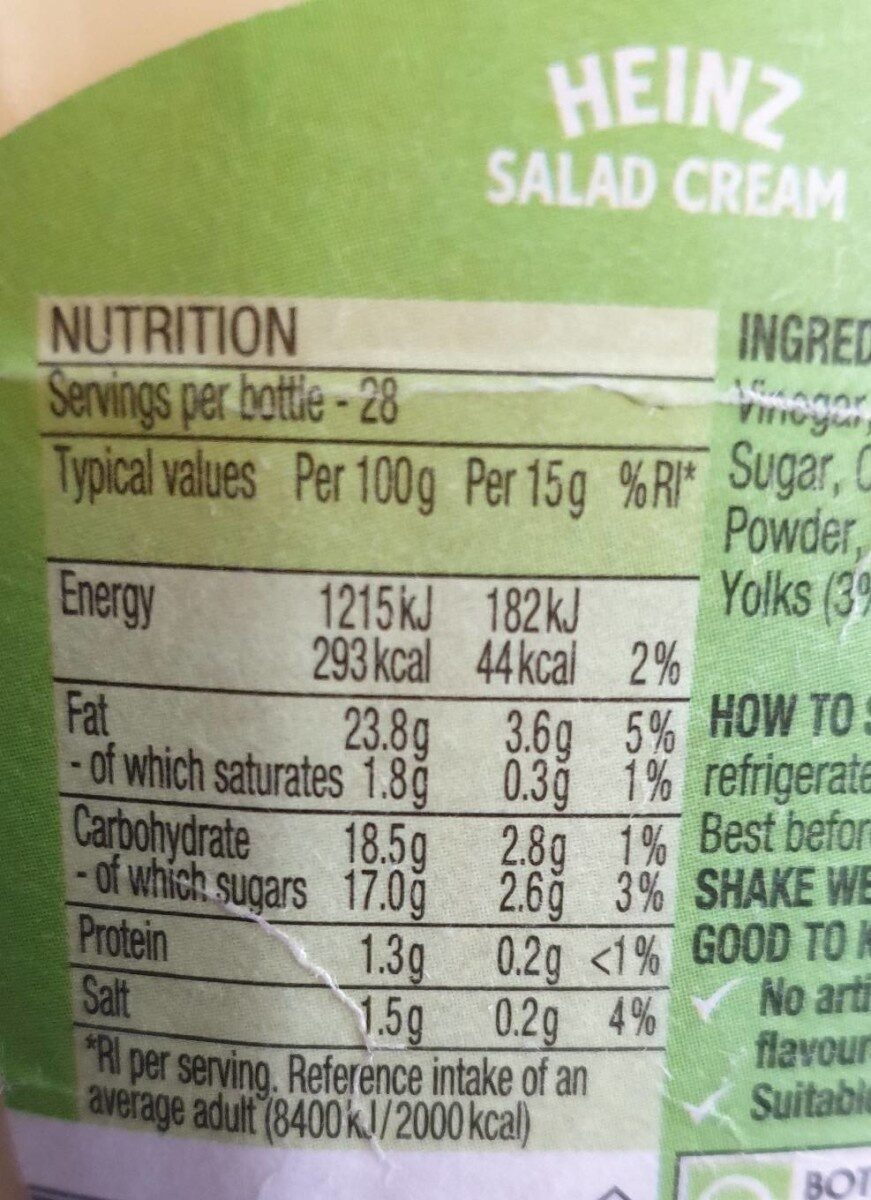 HEINZ
SALAD CREAM
NUTRITION
Servings per bottle - 28
Typical values Per 100g Per 15g %RI*
Energy 1215kJ 182kJ
293kcal 44kcal 2%
Fat 23.8g 3.6g 5%
- of which saturates 1.8g 0.3g 1%
Carbohydrate 18.5g 2.8g 1%
- of which sugars 17.0g 2.6g 3%
Protein 1.3g 0.2g <1%
Salt 1.5g 0.2g 4%
*RI per serving. Reference intake of an
average adult (8400kJ/2000kcal)
INGRED
Vinegar,
Sugar, C
Powder,
Yolks (3%
HOW TO S
refrigerate
Best befor
SHAKE WE
GOOD TO K
✓ No arti
flavour
✓ Suitable
BOT